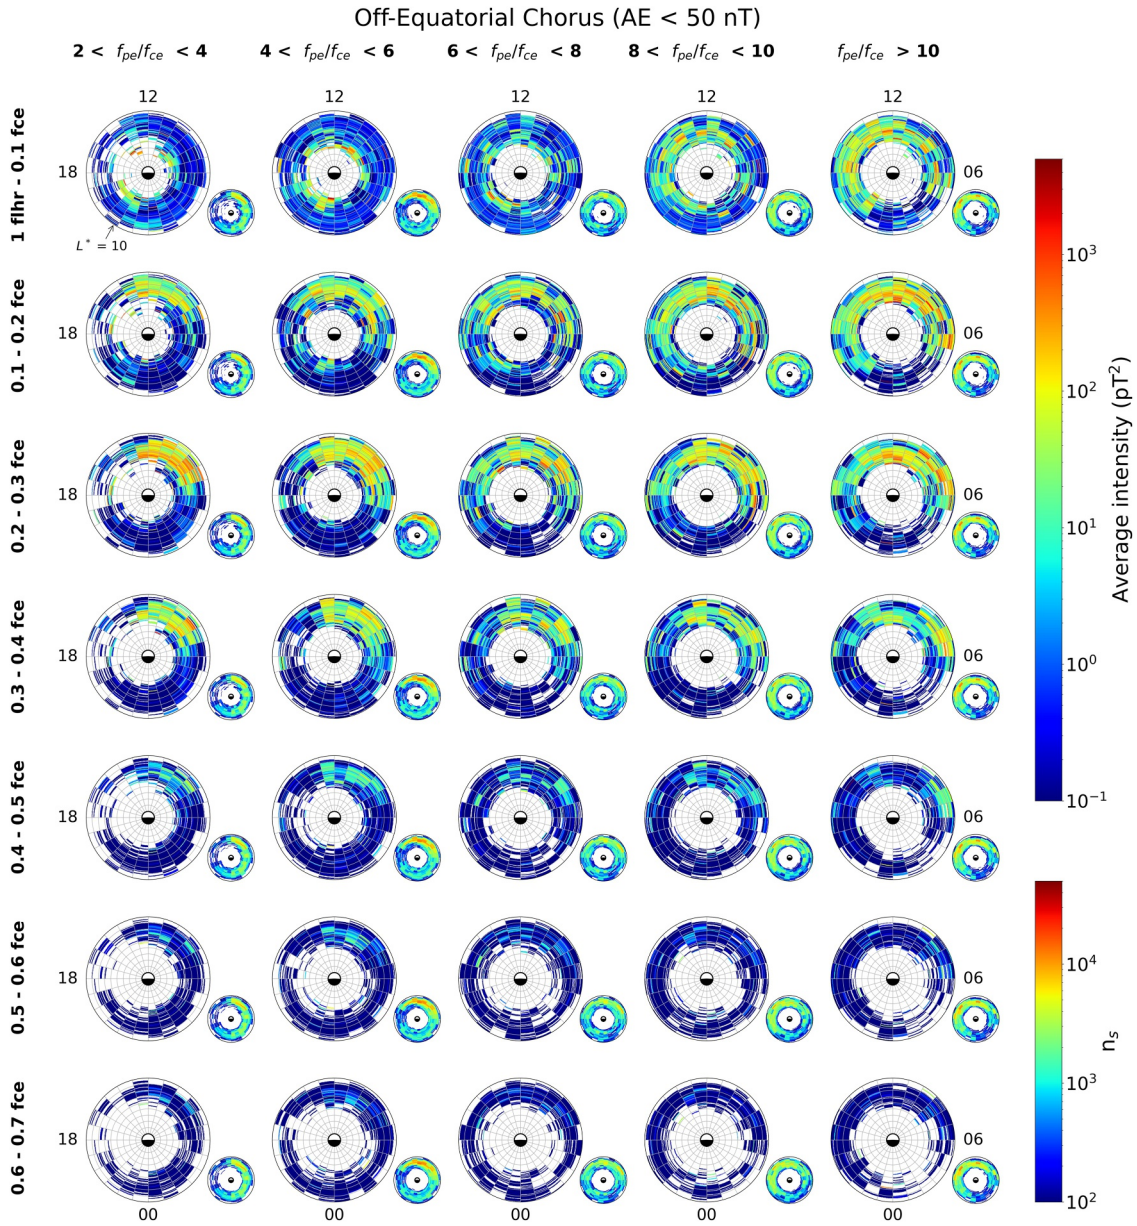 Off-Equatorial Chorus (AE < 50 nT)
2 < fpe/fce < 4
4 < fpe/fce < 6
6 < fpe/fce < 8
8 < fpe/fce < 10
fpe/fce > 10
12 12 12 12 12
1 flhr - 0.1 fce
18 06
L* = 10
0.1 - 0.2 fce
18 06
0.2 - 0.3 fce
18 06
0.3 - 0.4 fce
18 06
0.4 - 0.5 fce
18 06
0.5 - 0.6 fce
18 06
0.6 - 0.7 fce
18 06
00 00 00 00 00
Average intensity (pT²)
10³
10²
10¹
10⁰
10⁻¹
nₛ
10⁴
10³
10²